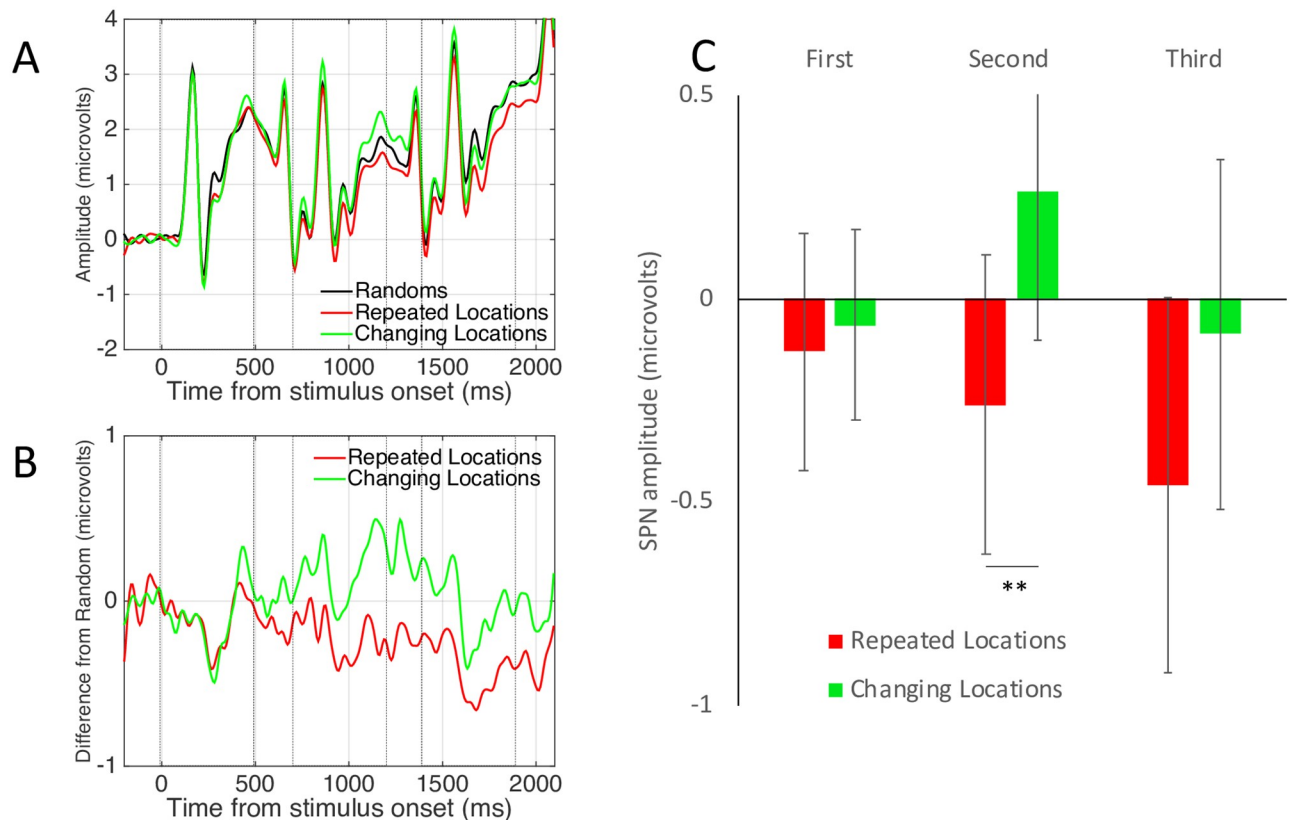 A
Amplitude (microvolts)
4
3
2
1
0
-1
-2
Randoms
Repeated Locations
Changing Locations
0
500
1000
1500
2000
Time from stimulus onset (ms)
B
Difference from Random (microvolts)
1
0
-1
Repeated Locations
Changing Locations
0
500
1000
1500
2000
Time from stimulus onset (ms)
C
First
Second
Third
SPN amplitude (microvolts)
0.5
0
-0.5
-1
**
Repeated Locations
Changing Locations